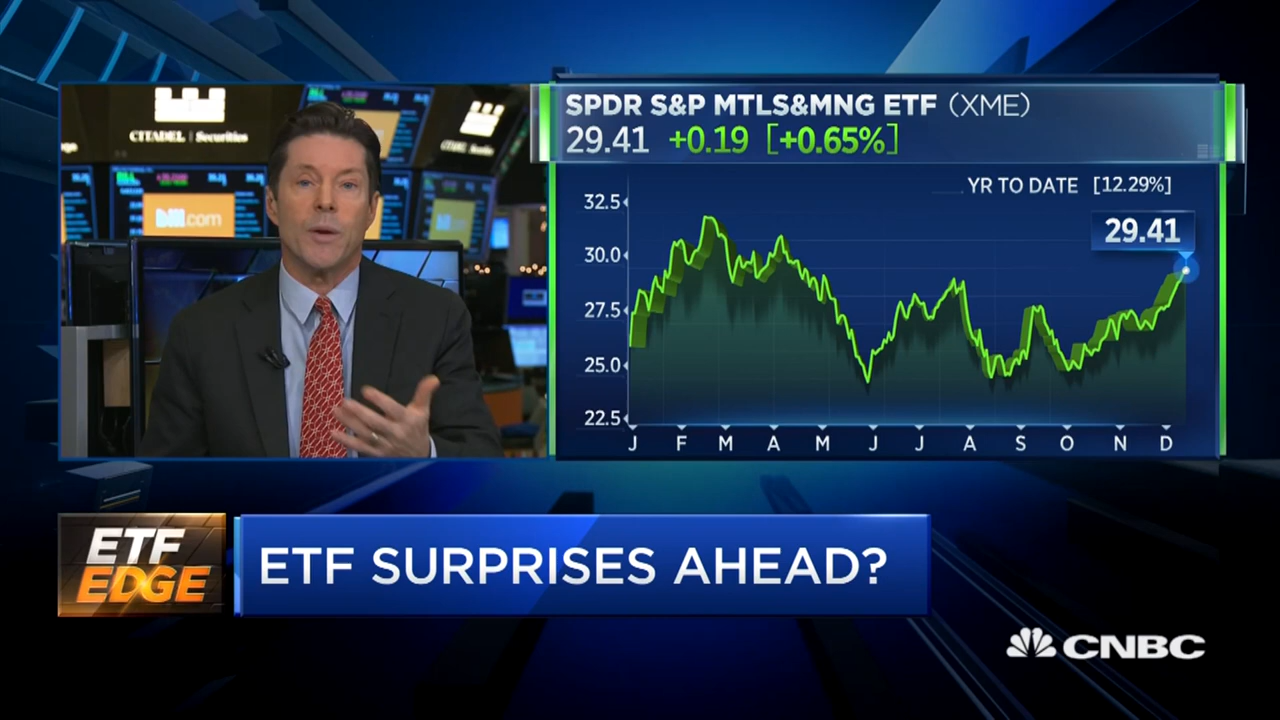 CITADEL | Securities
bill.com
SPDR S&P MTLS&MNG ETF (XME)
29.41 +0.19 [+0.65%]
YR TO DATE [12.29%]
29.41
32.5
30.0
27.5
25.0
22.5
J F M A M J J A S O N D
ETF
EDGE
ETF SURPRISES AHEAD?
CNBC